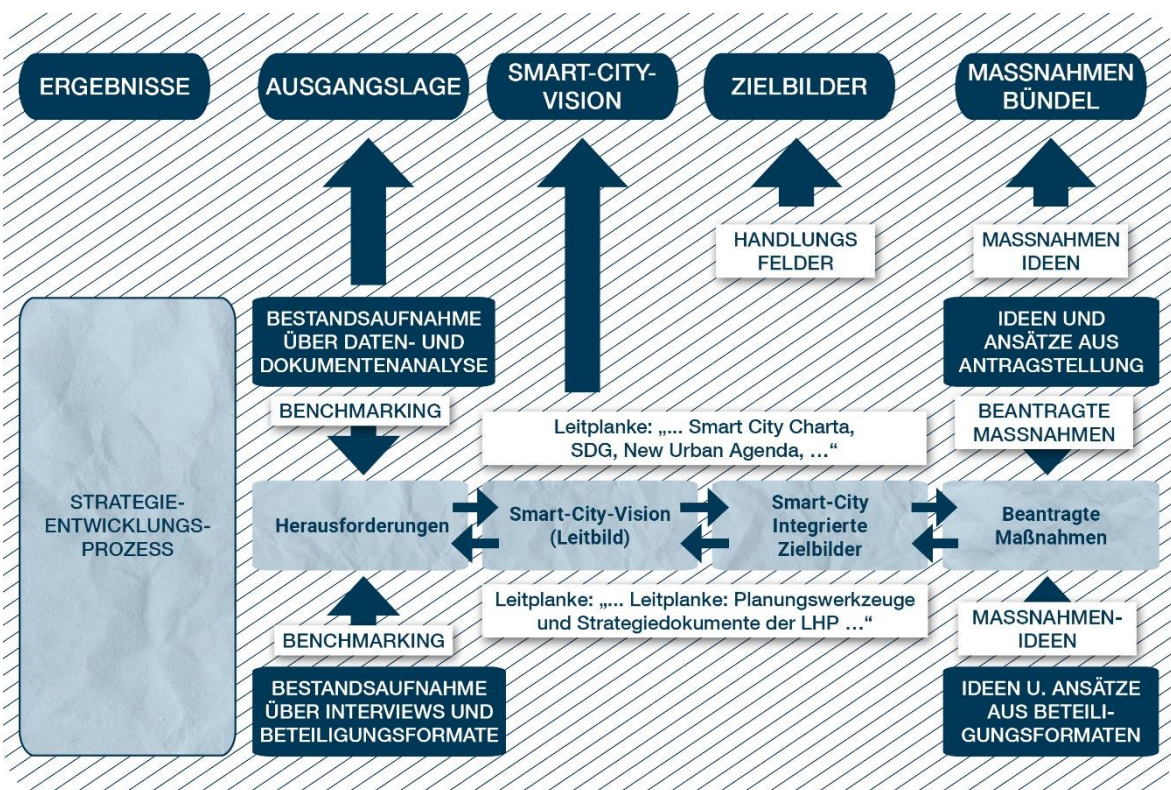 ERGEBNISSE
AUSGANGSLAGE
SMART-CITY-
VISION
ZIELBILDER
MASSNAHMEN
BÜNDEL
HANDLUNGS
FELDER
MASSNAHMEN
IDEEN
BESTANDSAUFNAHME
ÜBER DATEN- UND
DOKUMENTENANALYSE
IDEEN UND
ANSÄTZE AUS
ANTRAGSTELLUNG
BENCHMARKING
Leitplanke: „... Smart City Charta,
SDG, New Urban Agenda, ...“
BEANTRAGTE
MASSNAHMEN
STRATEGIE-
ENTWICKLUNGS-
PROZESS
Herausforderungen
Smart-City-Vision
(Leitbild)
Smart-City
Integrierte
Zielbilder
Beantragte
Maßnahmen
Leitplanke: „... Leitplanke: Planungswerkzeuge
und Strategiedokumente der LHP ...“
BENCHMARKING
MASSNAHMEN-
IDEEN
BESTANDSAUFNAHME
ÜBER INTERVIEWS UND
BETEILIGUNGSFORMATE
IDEEN U. ANSÄTZE
AUS BETEILI-
GUNGSFORMATEN